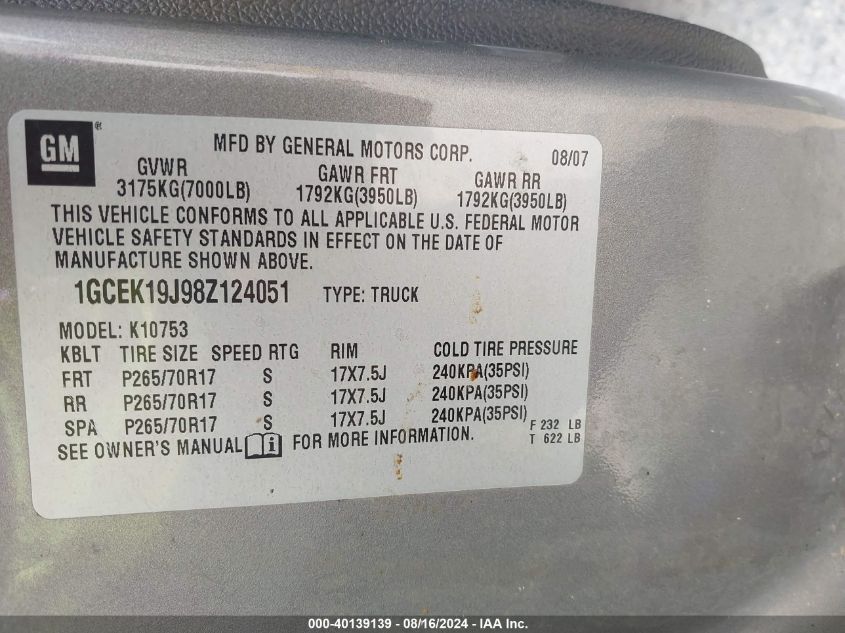 GM®
MFD BY GENERAL MOTORS CORP. 08/07
GVWR GAWR FRT GAWR RR
3175KG(7000LB) 1792KG(3950LB) 1792KG(3950LB)
THIS VEHICLE CONFORMS TO ALL APPLICABLE U.S. FEDERAL MOTOR
VEHICLE SAFETY STANDARDS IN EFFECT ON THE DATE OF
MANUFACTURE SHOWN ABOVE.
1GCEK19J98Z124051 TYPE: TRUCK
MODEL: K10753
KBLT TIRE SIZE SPEED RTG RIM COLD TIRE PRESSURE
FRT P265/70R17 S 17X7.5J 240KPA(35PSI)
RR P265/70R17 S 17X7.5J 240KPA(35PSI)
SPA P265/70R17 S 17X7.5J 240KPA(35PSI) F 232 LB
SEE OWNER'S MANUAL i FOR MORE INFORMATION. T 622 LB
000-40139139 - 08/16/2024 - IAA Inc.